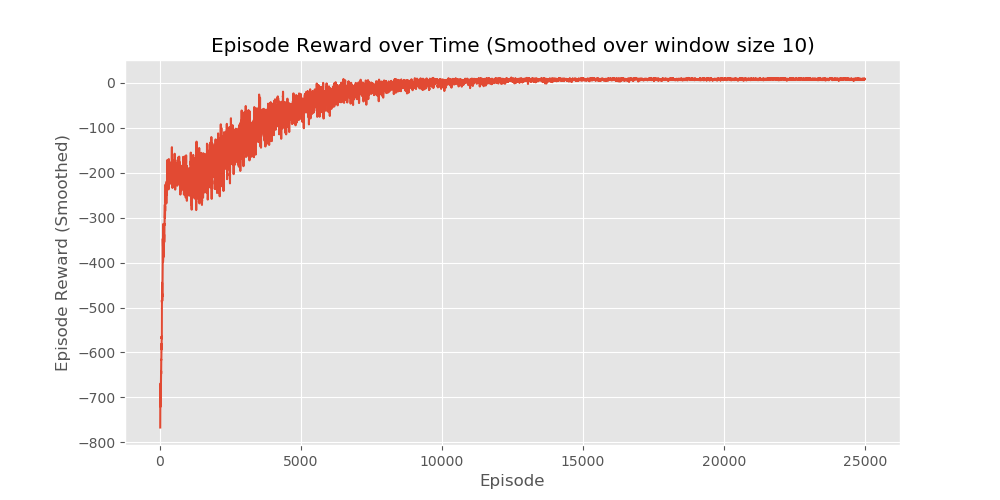 Episode Reward over Time (Smoothed over window size 10)
Episode Reward (Smoothed)
0
−100
−200
−300
−400
−500
−600
−700
−800
0 5000 10000 15000 20000 25000
Episode